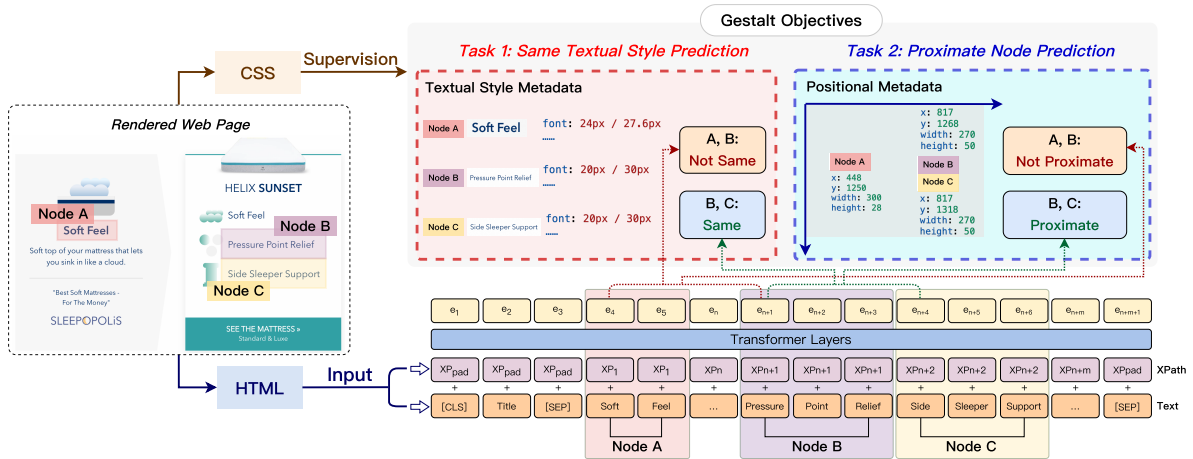 Gestalt Objectives
CSS
Supervision
Task 1: Same Textual Style Prediction
Task 2: Proximate Node Prediction
Rendered Web Page
Node A
Soft Feel
Soft top of your mattress that lets
you sink in like a cloud.
"Best Soft Mattresses -
For The Money"
SLEEPOPOLiS
HELIX SUNSET
Soft Feel
Node B
Pressure Point Relief
Side Sleeper Support
Node C
SEE THE MATTRESS »
Standard & Luxe
HTML
Input
Textual Style Metadata
Node A Soft Feel font: 24px / 27.6px
......
Node B Pressure Point Relief font: 20px / 30px
......
Node C Side Sleeper Support font: 20px / 30px
......
A, B:
Not Same
B, C:
Same
Positional Metadata
Node A
x: 448
y: 1250
width: 300
height: 28
x: 817
y: 1268
width: 270
height: 50
Node B
Node C
x: 817
y: 1318
width: 270
height: 50
A, B:
Not Proximate
B, C:
Proximate
e1 e2 e3 e4 e5 en en+1 en+2 en+3 en+4 en+5 en+6 en+m en+m+1
Transformer Layers
XPpad XPpad XPpad XP1 XP1 XPn XPn+1 XPn+1 XPn+1 XPn+2 XPn+2 XPn+2 XPn+m XPpad XPath
+ + + + + + + + + + + + + +
[CLS] Title [SEP] Soft Feel ... Pressure Point Relief Side Sleeper Support ... [SEP] Text
Node A Node B Node C